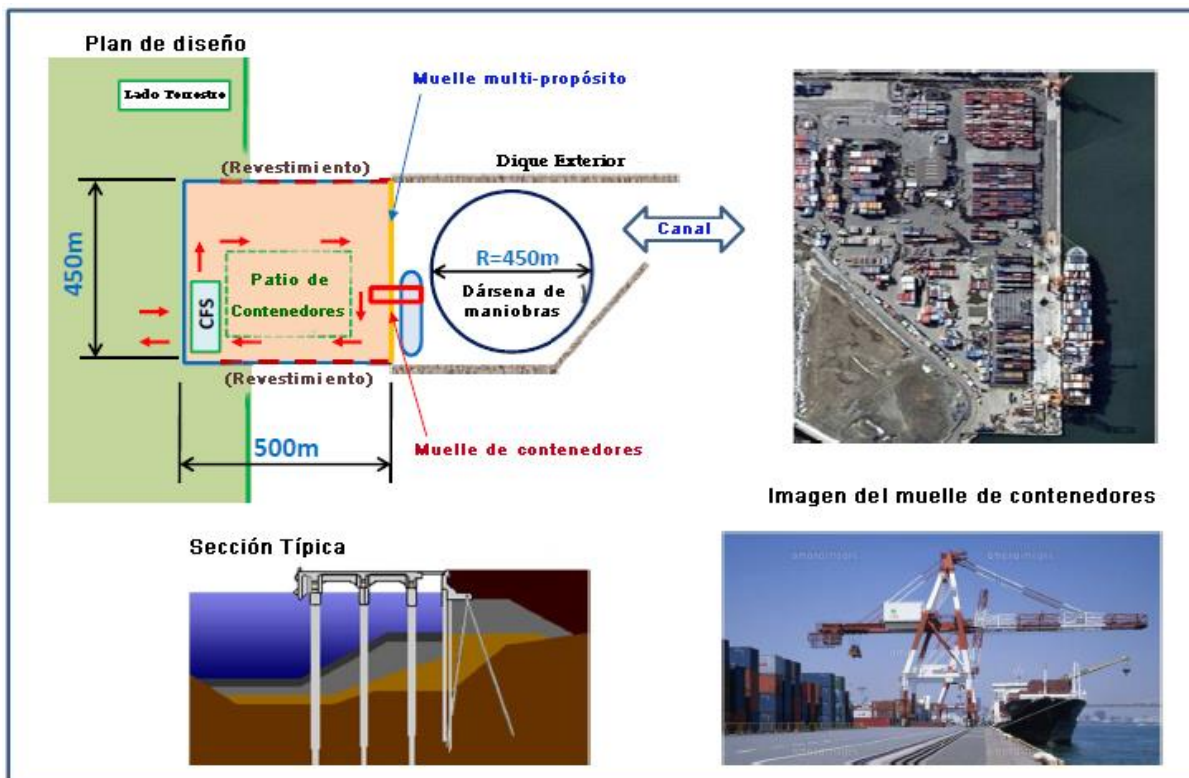 Plan de diseño
Lado Terrostro
Muelle multi-propósito
(Revestimiento)
Dique Exterior
450m
CFS
Patio de
Contenedores
R=450m
Dársena de
maniobras
Canal
(Revestimiento)
500m
Muelle de contenedores
Imagen del muelle de contenedores
Sección Típica